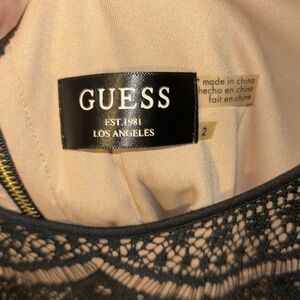 GUESS
EST.1981
LOS ANGELES
made in china
hecho en china
fait en chine
2